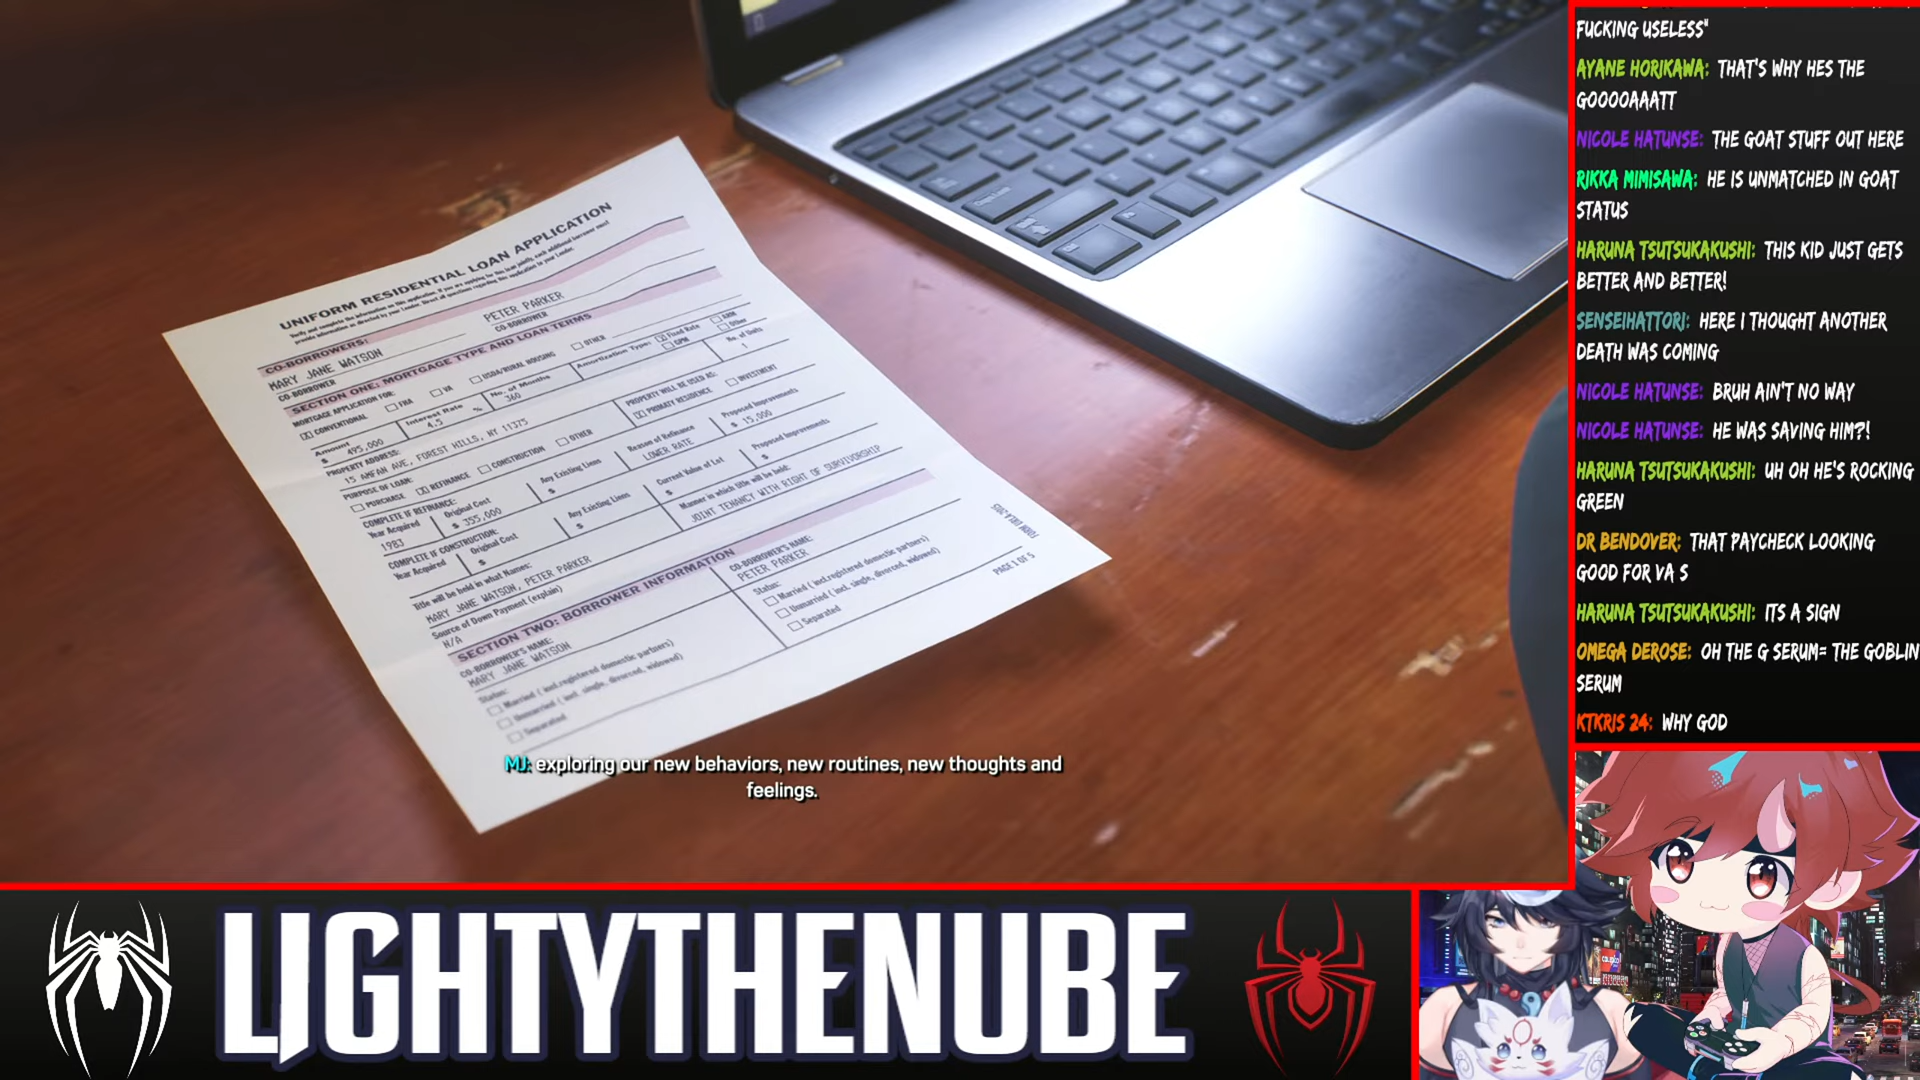 UNIFORM RESIDENTIAL LOAN APPLICATION
CO-BORROWERS:
MARY JANE WATSON
CO-BORROWER
PETER PARKER
CO-BORROWER
SECTION ONE: MORTGAGE TYPE AND LOAN TERMS
MORTGAGE APPLICATION FOR:
CONVENTIONAL
FHA
VA
USDA/RURAL HOUSING
OTHER
Amortization Type:
Fixed Rate
GPM
ARM
Other
Amount
$ 495,000
Interest Rate
4.5 %
No. of Months
360
No. of Units
1
PROPERTY ADDRESS:
FOREST HILLS, NY 11375
PROPERTY WILL BE USED AS:
PRIMARY RESIDENCE
INVESTMENT
PURPOSE OF LOAN:
PURCHASE
REFINANCE
CONSTRUCTION
OTHER
COMPLETE IF REFINANCE:
Year Acquired
1983
Original Cost
$ 355,000
Any Existing Liens
$
Reason of Refinance
LOWER RATE
Proposed Improvements
$ 15,000
COMPLETE IF CONSTRUCTION:
Year Acquired
Original Cost
$
Any Existing Liens
$
Current Value of Lot
$
Proposed Improvements
$
Title will be held in what Names:
MARY JANE WATSON, PETER PARKER
Manner in which title will be held:
JOINT TENANCY WITH RIGHT OF SURVIVORSHIP
Source of Down Payment (explain)
N/A
SECTION TWO: BORROWER INFORMATION
CO-BORROWER'S NAME:
MARY JANE WATSON
Status:
Married ( incl.registered domestic partners)
Unmarried ( incl. single, divorced, widowed)
Separated
CO-BORROWER'S NAME:
PETER PARKER
Status:
Married ( incl.registered domestic partners)
Unmarried ( incl. single, divorced, widowed)
Separated
PAGE 1 OF 5
MJ: exploring our new behaviors, new routines, new thoughts and
feelings.
FUCKING USELESS"
AYANE HORIKAWA: THAT'S WHY HES THE
GOOOOAAATT
NICOLE HATUNSE: THE GOAT STUFF OUT HERE
RIKKA MIMISAWA: HE IS UNMATCHED IN GOAT
STATUS
HARUNA TSUTSUKAKUSHI: THIS KID JUST GETS
BETTER AND BETTER!
SENSEIHATTORI: HERE I THOUGHT ANOTHER
DEATH WAS COMING
NICOLE HATUNSE: BRUH AIN'T NO WAY
NICOLE HATUNSE: HE WAS SAVING HIM?!
HARUNA TSUTSUKAKUSHI: UH OH HE'S ROCKING
GREEN
DR BENDOVER: THAT PAYCHECK LOOKING
GOOD FOR VA S
HARUNA TSUTSUKAKUSHI: ITS A SIGN
OMEGA DEROSE: OH THE G SERUM= THE GOBLIN
SERUM
KTKRIS 24: WHY GOD
LIGHTYTHENUBE